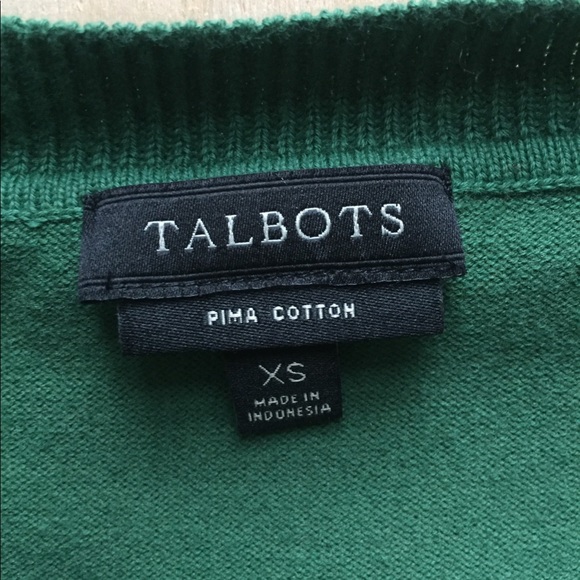 TALBOTS
PIMA COTTON
XS
MADE IN
INDONESIA